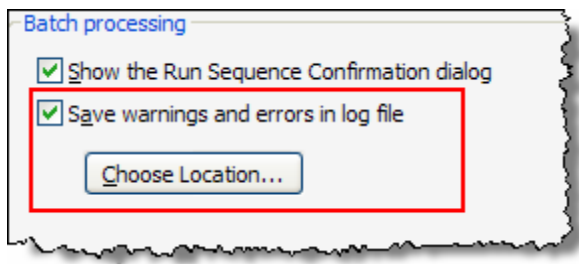 Batch processing
Show the Run Sequence Confirmation dialog
Save warnings and errors in log file
Choose Location...